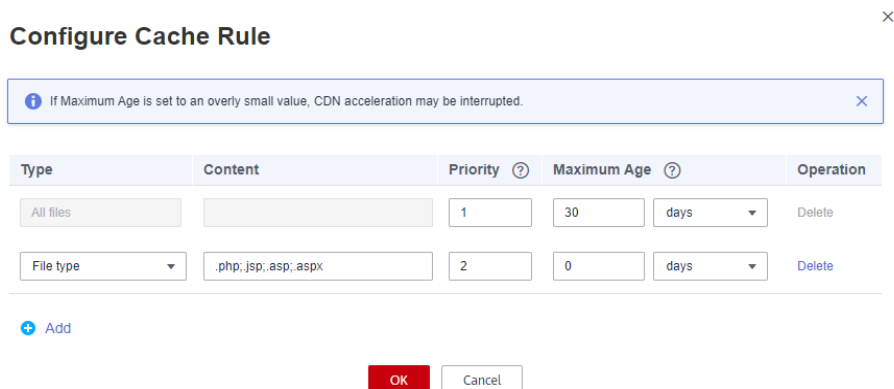 Configure Cache Rule
If Maximum Age is set to an overly small value, CDN acceleration may be interrupted.
Type Content Priority ? Maximum Age ? Operation
All files 1 30 days Delete
File type .php;.jsp;.asp;.aspx 2 0 days Delete
Add
OK Cancel